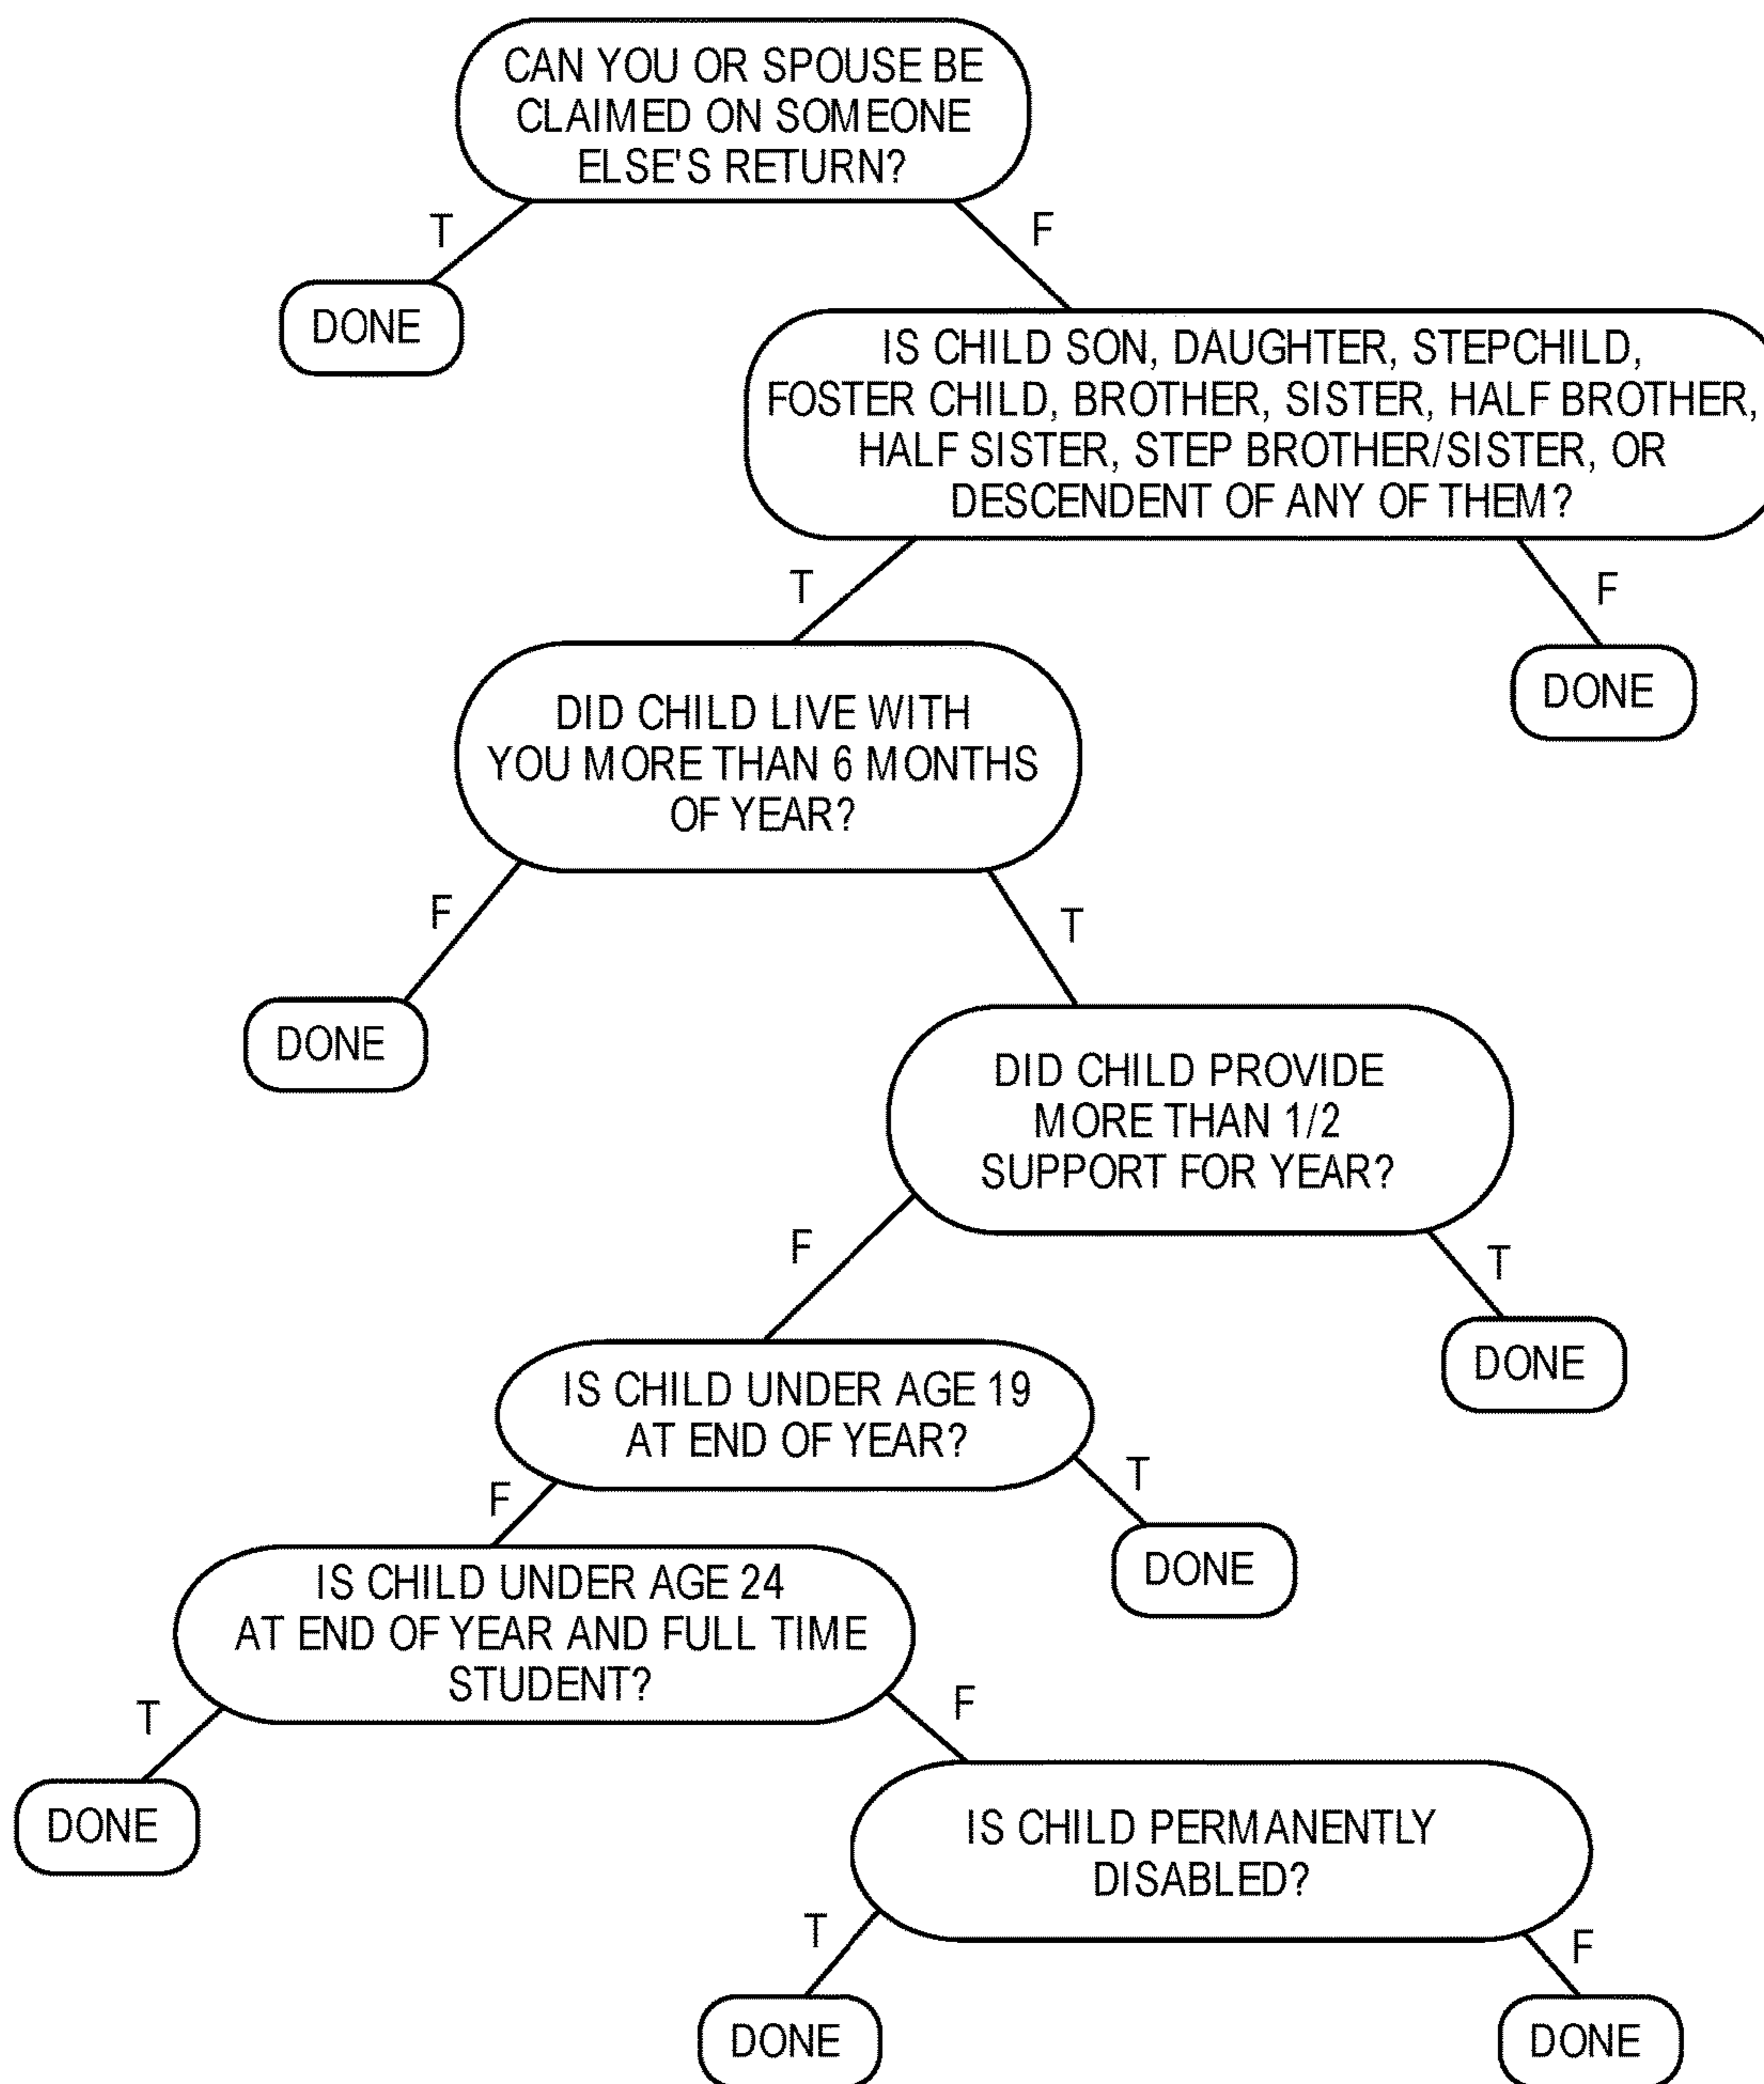 CAN YOU OR SPOUSE BE
CLAIMED ON SOMEONE
ELSE'S RETURN?
T
F
DONE
IS CHILD SON, DAUGHTER, STEPCHILD,
FOSTER CHILD, BROTHER, SISTER, HALF BROTHER,
HALF SISTER, STEP BROTHER/SISTER, OR
DESCENDENT OF ANY OF THEM?
T
F
DONE
DID CHILD LIVE WITH
YOU MORE THAN 6 MONTHS
OF YEAR?
F
T
DONE
DID CHILD PROVIDE
MORE THAN 1/2
SUPPORT FOR YEAR?
F
T
DONE
IS CHILD UNDER AGE 19
AT END OF YEAR?
F
T
DONE
IS CHILD UNDER AGE 24
AT END OF YEAR AND FULL TIME
STUDENT?
T
F
DONE
IS CHILD PERMANENTLY
DISABLED?
T
F
DONE
DONE